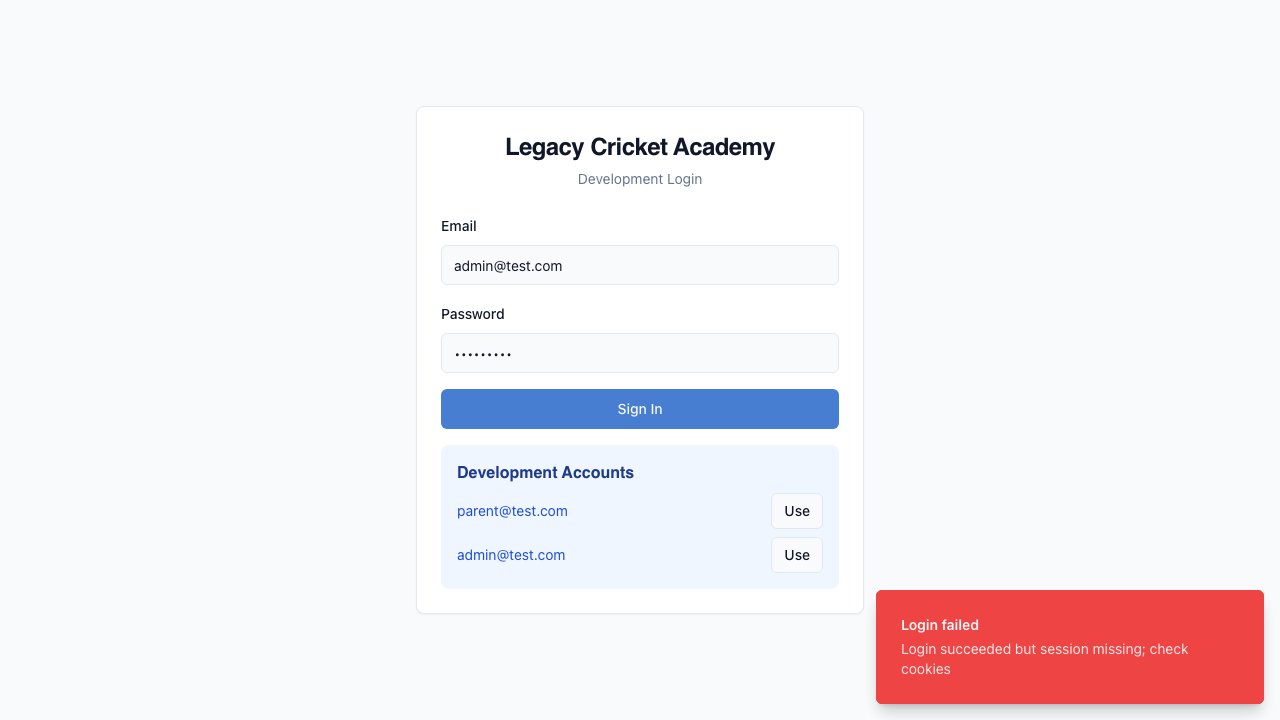 Legacy Cricket Academy
Development Login
Email
admin@test.com
Password
•••••••••
Sign In
Development Accounts
parent@test.com
Use
admin@test.com
Use
Login failed
Login succeeded but session missing; check
cookies